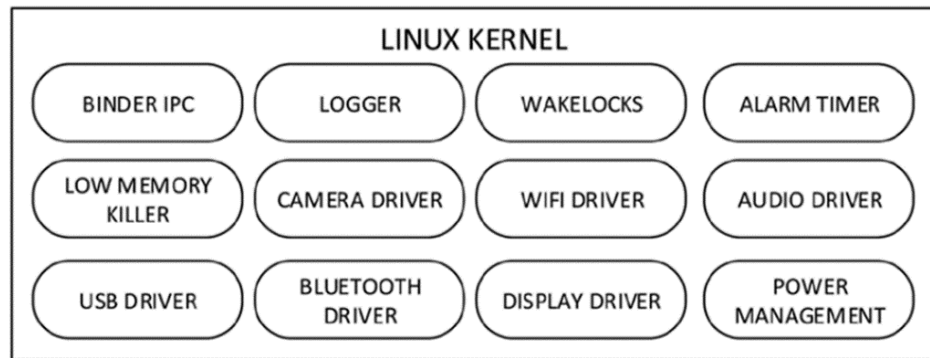 LINUX KERNEL
BINDER IPC
LOGGER
WAKELOCKS
ALARM TIMER
LOW MEMORY
KILLER
CAMERA DRIVER
WIFI DRIVER
AUDIO DRIVER
USB DRIVER
BLUETOOTH
DRIVER
DISPLAY DRIVER
POWER
MANAGEMENT